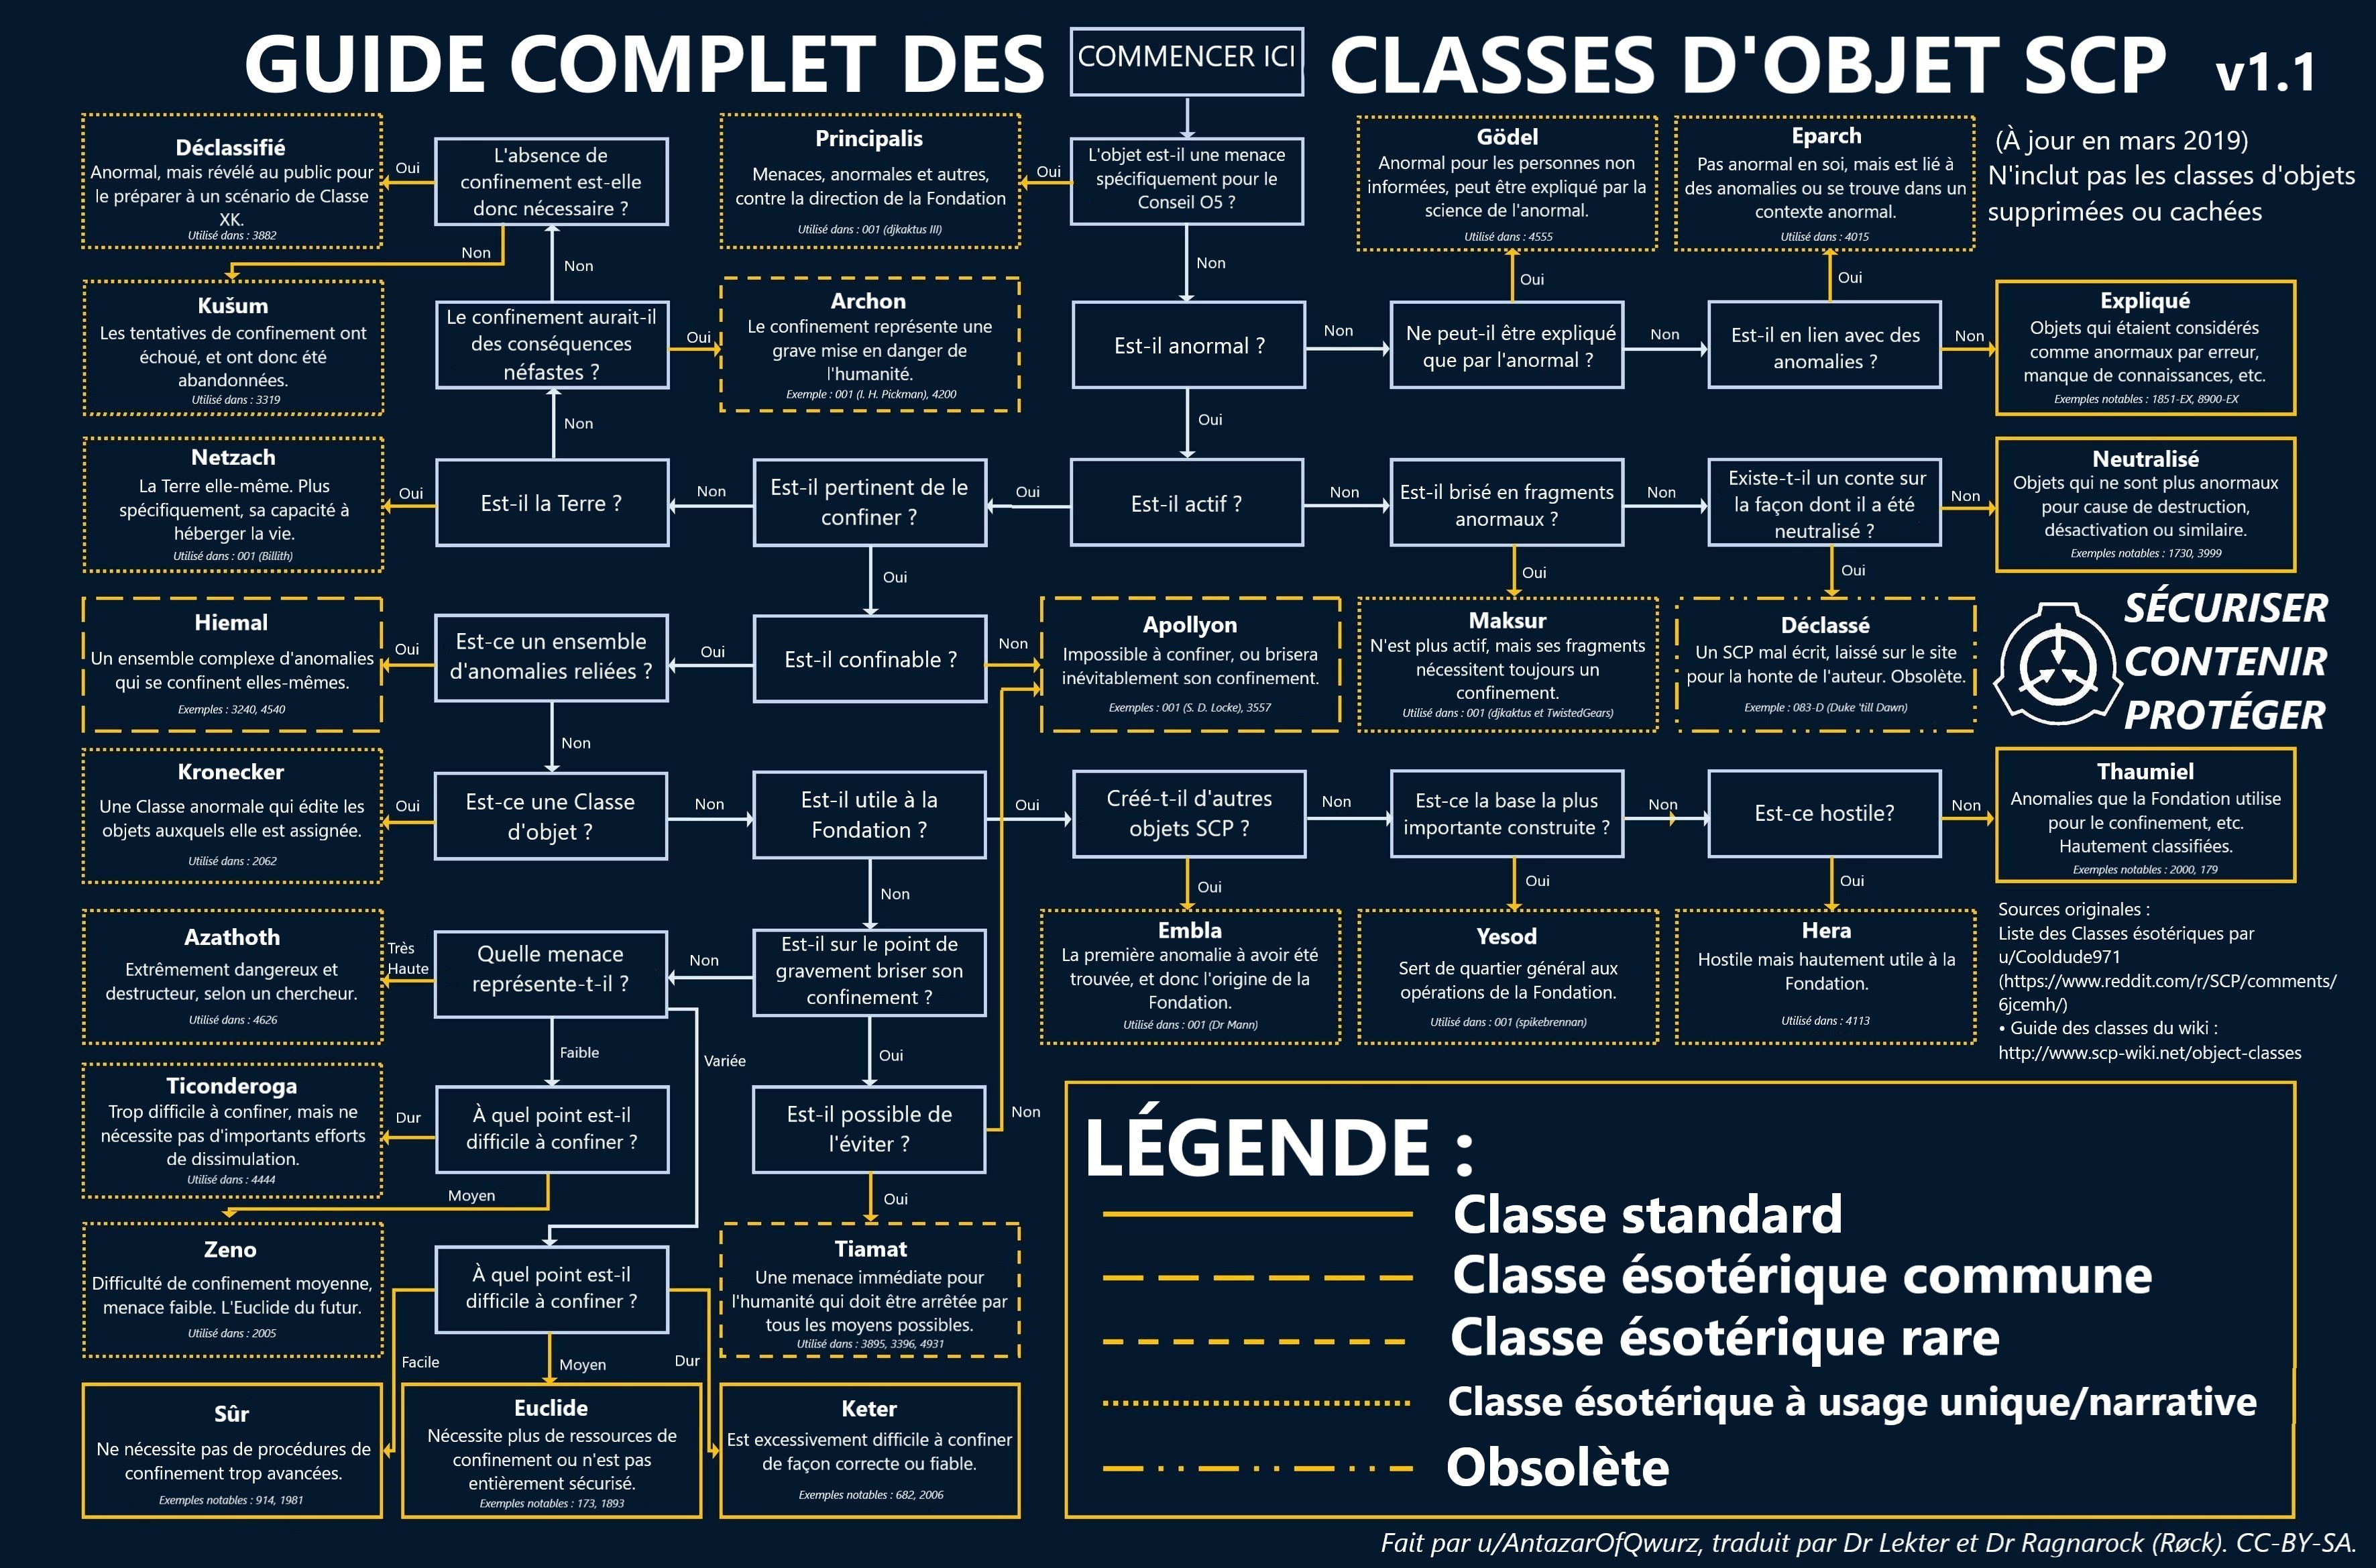 GUIDE COMPLET DES
COMMENCER ICI
CLASSES D'OBJET SCP v1.1
Déclassifié
Anormal, mais révélé au public pour
le préparer à un scénario de Classe
XK.
Utilisé dans : 3882
Oui
L'absence de
confinement est-elle
donc nécessaire ?
Principalis
Menaces, anormales et autres,
contre la direction de la Fondation
Utilisé dans : 001 (djkaktus III)
Oui
L'objet est-il une menace
spécifiquement pour le
Conseil O5 ?
Gödel
Anormal pour les personnes non
informées, peut être expliqué par la
science de l'anormal.
Utilisé dans : 4555
Eparch
Pas anormal en soi, mais est lié à
des anomalies ou se trouve dans un
contexte anormal.
Utilisé dans : 4015
(À jour en mars 2019)
N'inclut pas les classes d'objets
supprimées ou cachées
Non
Non
Non
Oui
Oui
Kušum
Les tentatives de confinement ont
échoué, et ont donc été
abandonnées.
Utilisé dans : 3319
Le confinement aurait-il
des conséquences
néfastes ?
Oui
Archon
Le confinement représente une
grave mise en danger de
l'humanité.
Exemple : 001 (I. H. Pickman), 4200
Est-il anormal ?
Non
Ne peut-il être expliqué
que par l'anormal ?
Non
Est-il en lien avec des
anomalies ?
Non
Expliqué
Objets qui étaient considérés
comme anormaux par erreur,
manque de connaissances, etc.
Exemples notables : 1851-EX, 8900-EX
Non
Oui
Netzach
La Terre elle-même. Plus
spécifiquement, sa capacité à
héberger la vie.
Utilisé dans : 001 (Billith)
Oui
Est-il la Terre ?
Non
Est-il pertinent de le
confiner ?
Oui
Est-il actif ?
Non
Est-il brisé en fragments
anormaux ?
Non
Existe-t-il un conte sur
la façon dont il a été
neutralisé ?
Non
Neutralisé
Objets qui ne sont plus anormaux
pour cause de destruction,
désactivation ou similaire.
Exemples notables : 1730, 3999
Oui
Oui
Oui
Hiemal
Un ensemble complexe d'anomalies
qui se confinent elles-mêmes.
Exemples : 3240, 4540
Oui
Est-ce un ensemble
d'anomalies reliées ?
Oui
Est-il confinable ?
Non
Apollyon
Impossible à confiner, ou brisera
inévitablement son confinement.
Exemples : 001 (S. D. Locke), 3557
Maksur
N'est plus actif, mais ses fragments
nécessitent toujours un
confinement.
Utilisé dans : 001 (djkaktus et TwistedGears)
Déclassé
Un SCP mal écrit, laissé sur le site
pour la honte de l'auteur. Obsolète.
Exemple : 083-D (Duke 'till Dawn)
SÉCURISER
CONTENIR
PROTÉGER
Non
Kronecker
Une Classe anormale qui édite les
objets auxquels elle est assignée.
Utilisé dans : 2062
Oui
Est-ce une Classe
d'objet ?
Non
Est-il utile à la
Fondation ?
Oui
Créé-t-il d'autres
objets SCP ?
Non
Est-ce la base la plus
importante construite ?
Non
Est-ce hostile?
Non
Thaumiel
Anomalies que la Fondation utilise
pour le confinement, etc.
Hautement classifiées.
Exemples notables : 2000, 179
Non
Oui
Oui
Oui
Azathoth
Extrêmement dangereux et
destructeur, selon un chercheur.
Utilisé dans : 4626
Très
Haute
Quelle menace
représente-t-il ?
Non
Est-il sur le point de
gravement briser son
confinement ?
Embla
La première anomalie à avoir été
trouvée, et donc l'origine de la
Fondation.
Utilisé dans : 001 (Dr Mann)
Yesod
Sert de quartier général aux
opérations de la Fondation.
Utilisé dans : 001 (spikebrennan)
Hera
Hostile mais hautement utile à la
Fondation.
Utilisé dans : 4113
Sources originales :
Liste des Classes ésotériques par
u/Cooldude971
(https://www.reddit.com/r/SCP/comments/
6jcemh/)
• Guide des classes du wiki :
http://www.scp-wiki.net/object-classes
Faible
Variée
Oui
Ticonderoga
Trop difficile à confiner, mais ne
nécessite pas d'importants efforts
de dissimulation.
Utilisé dans : 4444
Dur
À quel point est-il
difficile à confiner ?
Est-il possible de
l'éviter ?
Non
Moyen
Oui
Zeno
Difficulté de confinement moyenne,
menace faible. L'Euclide du futur.
Utilisé dans : 2005
À quel point est-il
difficile à confiner ?
Tiamat
Une menace immédiate pour
l'humanité qui doit être arrêtée par
tous les moyens possibles.
Utilisé dans : 3895, 3396, 4931
Facile
Moyen
Dur
Sûr
Ne nécessite pas de procédures de
confinement trop avancées.
Exemples notables : 914, 1981
Euclide
Nécessite plus de ressources de
confinement ou n'est pas
entièrement sécurisé.
Exemples notables : 173, 1893
Keter
Est excessivement difficile à confiner
de façon correcte ou fiable.
Exemples notables : 682, 2006
LÉGENDE :
Classe standard
Classe ésotérique commune
Classe ésotérique rare
Classe ésotérique à usage unique/narrative
Obsolète
Fait par u/AntazarOfQwurz, traduit par Dr Lekter et Dr Ragnarock (Røck). CC-BY-SA.